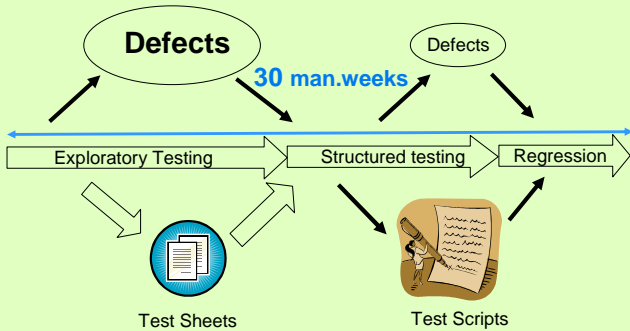 Defects
Defects
30 man.weeks
Exploratory Testing
Structured testing
Regression
Test Sheets
Test Scripts